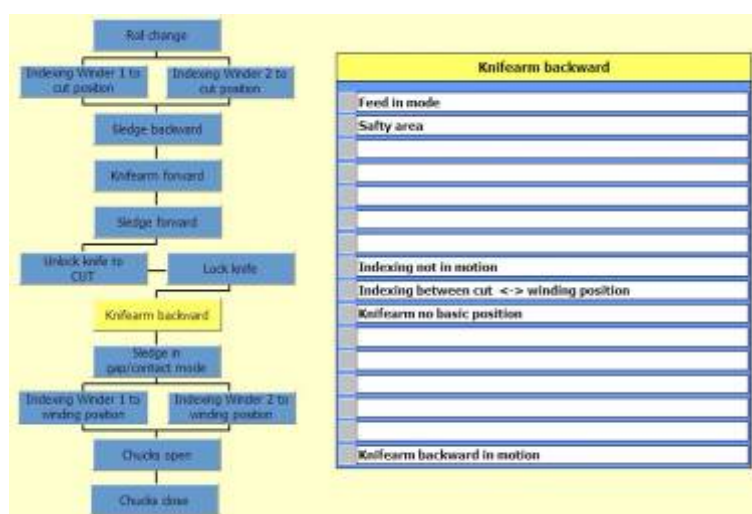 Roll change
Indexing Winder 1 to
cut position
Indexing Winder 2 to
cut position
Sledge backward
Knifearm forward
Sledge forward
Unlock knife to
CUT
Lock knife
Knifearm backward
Sledge in
gap/contact mode
Indexing Winder 1 to
winding position
Indexing Winder 2 to
winding position
Chucks open
Chucks close
Knifearm backward
Feed in mode
Safty area
Indexing not in motion
Indexing between cut <-> winding position
Knifearm no basic position
Knifearm backward in motion